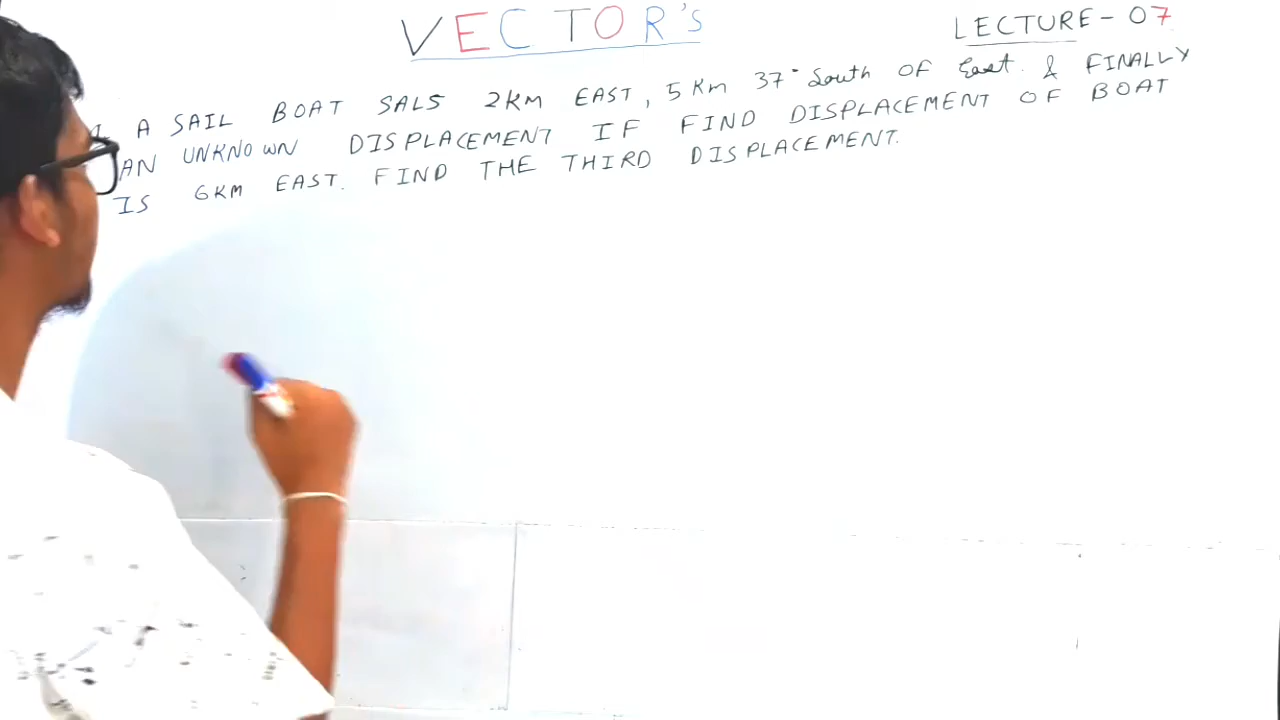 VECTOR'S
LECTURE-07
1. A SAIL BOAT SALS 2KM EAST, 5Km 37° South OF East. & FINALLY
AN UNKNOWN DISPLACEMENT IF FIND DISPLACEMENT OF BOAT
IS 6KM EAST. FIND THE THIRD DISPLACEMENT.